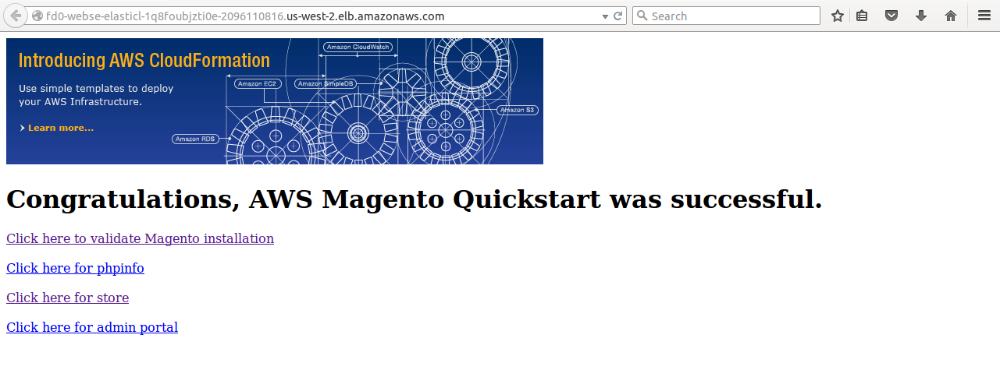 fd0-webse-elasticl-1q8foubjzti0e-2096110816.us-west-2.elb.amazonaws.com
Search
Introducing AWS CloudFormation
Use simple templates to deploy
your AWS Infrastructure.
Learn more...
Amazon CloudWatch
Amazon EC2
Amazon SimpleDB
Amazon S3
Amazon RDS
Congratulations, AWS Magento Quickstart was successful.
Click here to validate Magento installation
Click here for phpinfo
Click here for store
Click here for admin portal